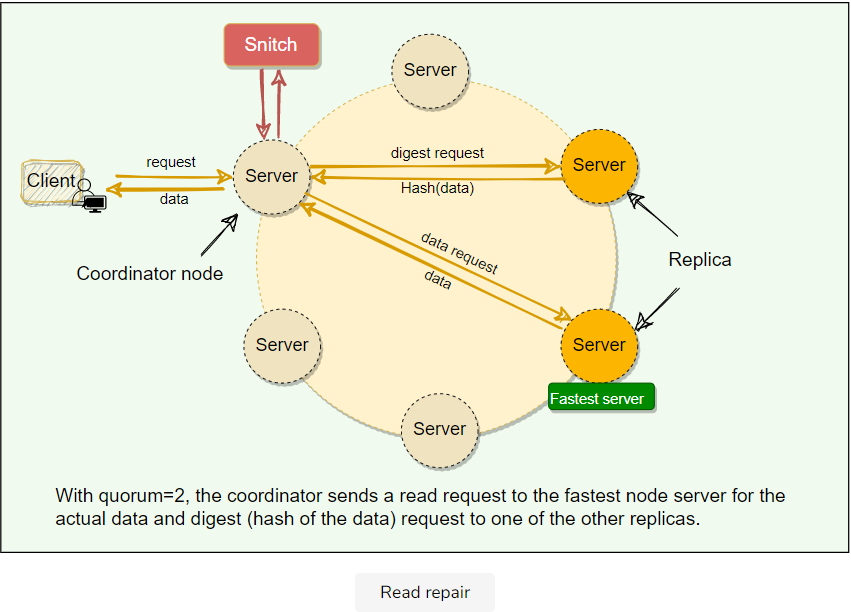 Snitch
Server
Client
request
data
Server
digest request
Hash(data)
Server
data request
data
Coordinator node
Replica
Server
Server
Fastest server
Server
With quorum=2, the coordinator sends a read request to the fastest node server for the
actual data and digest (hash of the data) request to one of the other replicas.
Read repair